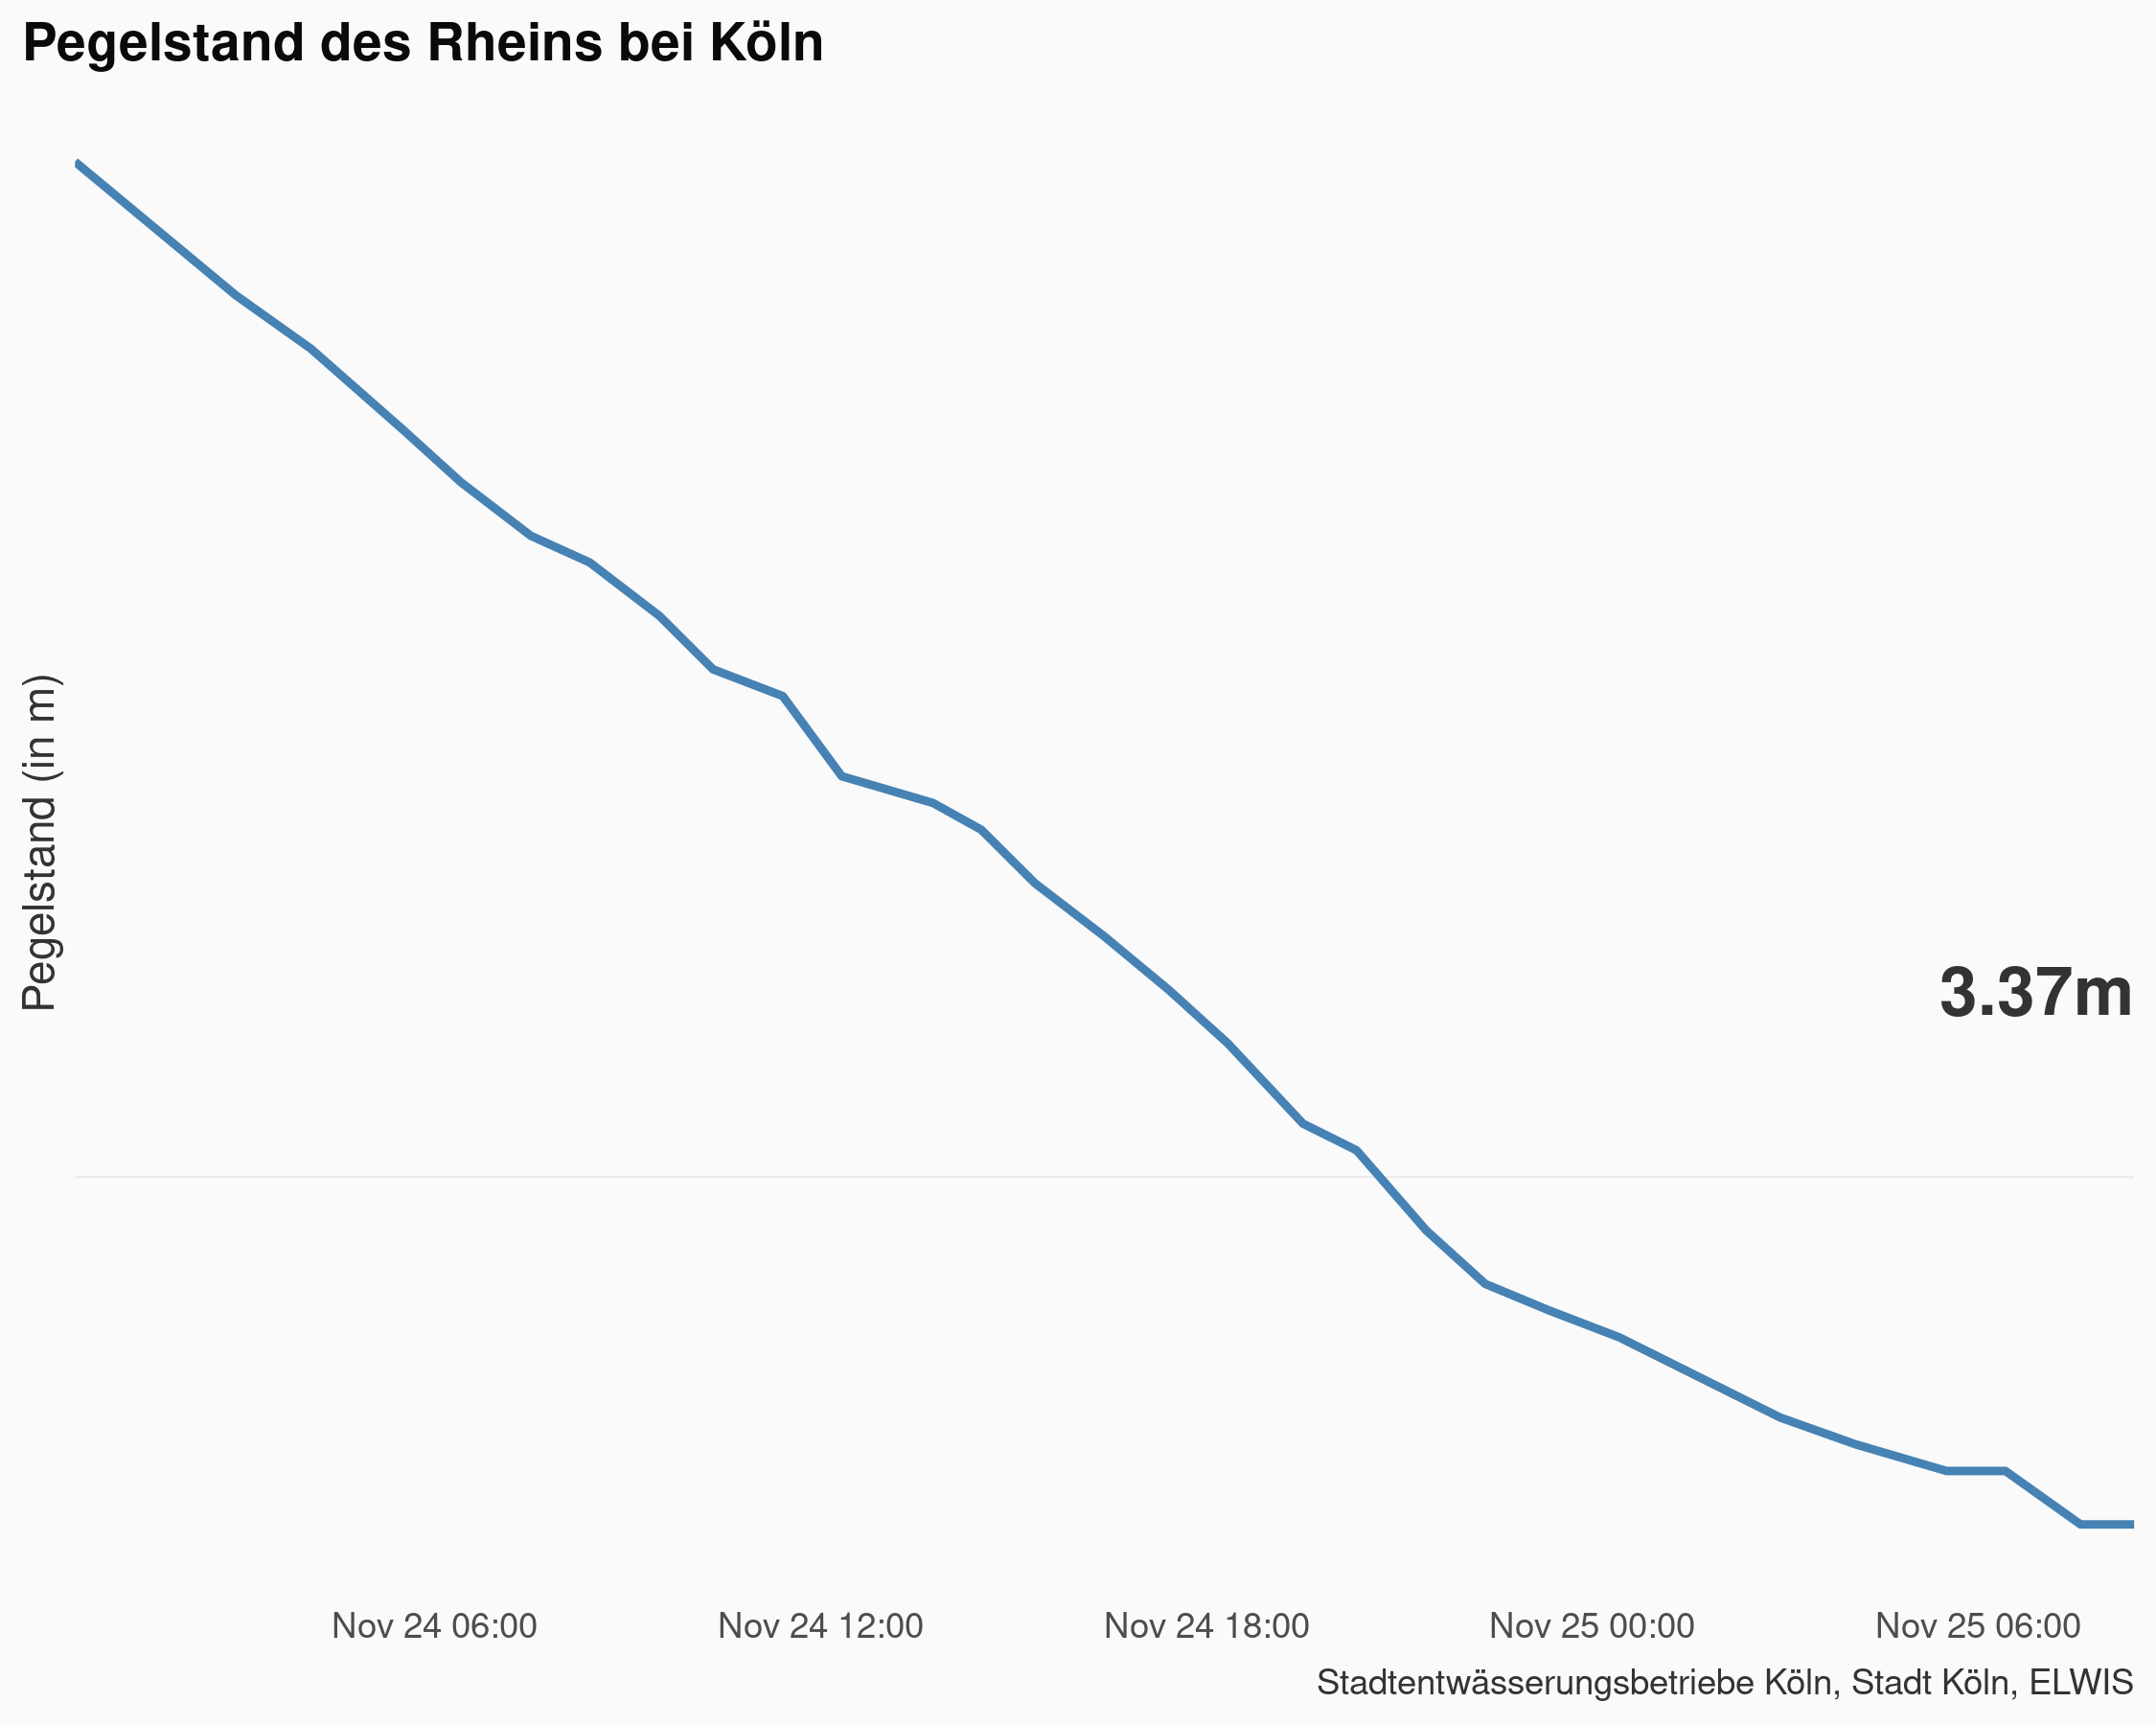 Pegelstand des Rheins bei Köln
Pegelstand (in m)
3.37m
Nov 24 06:00
Nov 24 12:00
Nov 24 18:00
Nov 25 00:00
Nov 25 06:00
Stadtentwässerungsbetriebe Köln, Stadt Köln, ELWIS